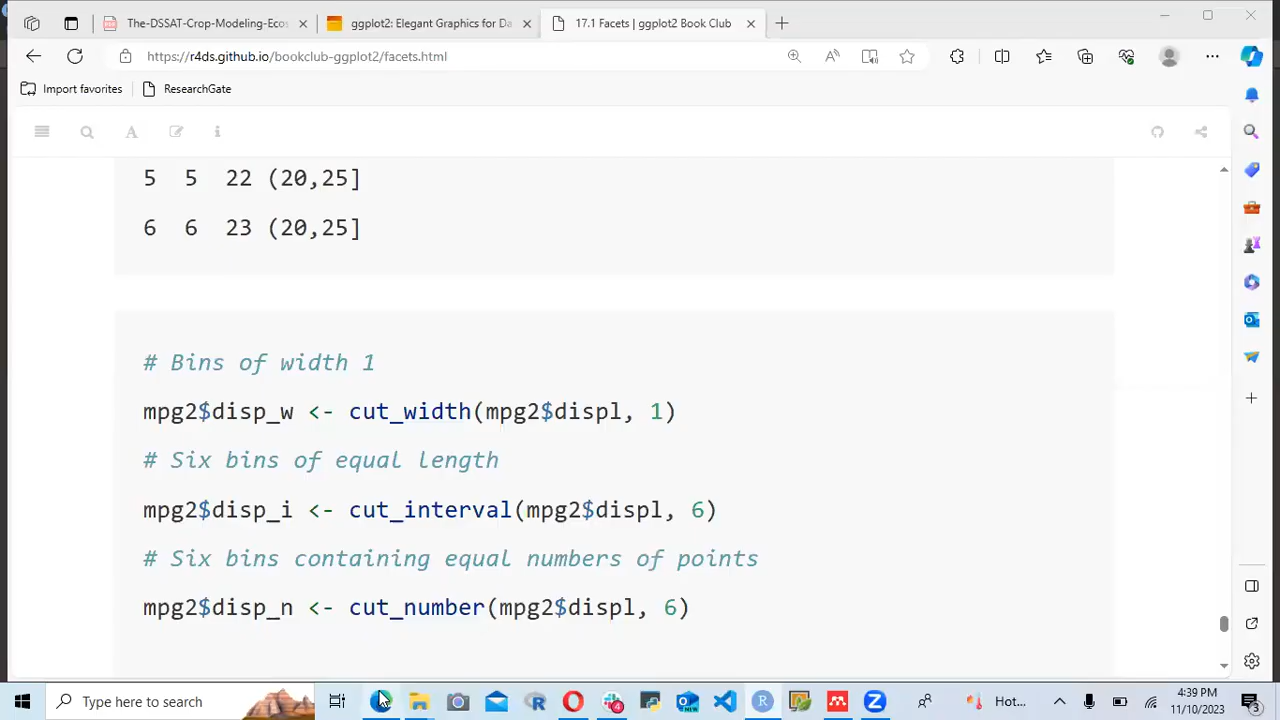 The-DSSAT-Crop-Modeling-Ecos
ggplot2: Elegant Graphics for Da
17.1 Facets | ggplot2 Book Club
https://r4ds.github.io/bookclub-ggplot2/facets.html
Import favorites
ResearchGate
5 5 22 (20,25]
6 6 23 (20,25]
# Bins of width 1
mpg2$disp_w <- cut_width(mpg2$displ, 1)
# Six bins of equal length
mpg2$disp_i <- cut_interval(mpg2$displ, 6)
# Six bins containing equal numbers of points
mpg2$disp_n <- cut_number(mpg2$displ, 6)
Type here to search
Hot...
4:39 PM
11/10/2023